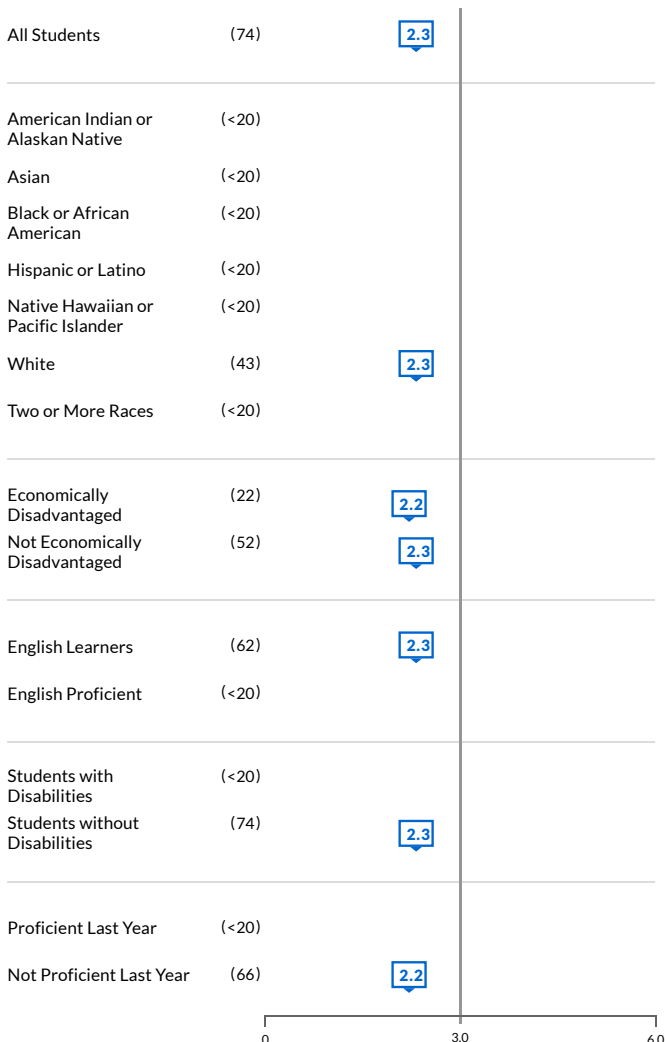 All Students (74) 2.3
American Indian or (<20)
Alaskan Native
Asian (<20)
Black or African (<20)
American
Hispanic or Latino (<20)
Native Hawaiian or (<20)
Pacific Islander
White (43) 2.3
Two or More Races (<20)
Economically (22) 2.2
Disadvantaged
Not Economically (52) 2.3
Disadvantaged
English Learners (62) 2.3
English Proficient (<20)
Students with (<20)
Disabilities
Students without (74) 2.3
Disabilities
Proficient Last Year (<20)
Not Proficient Last Year (66) 2.2
0 3.0 6.0